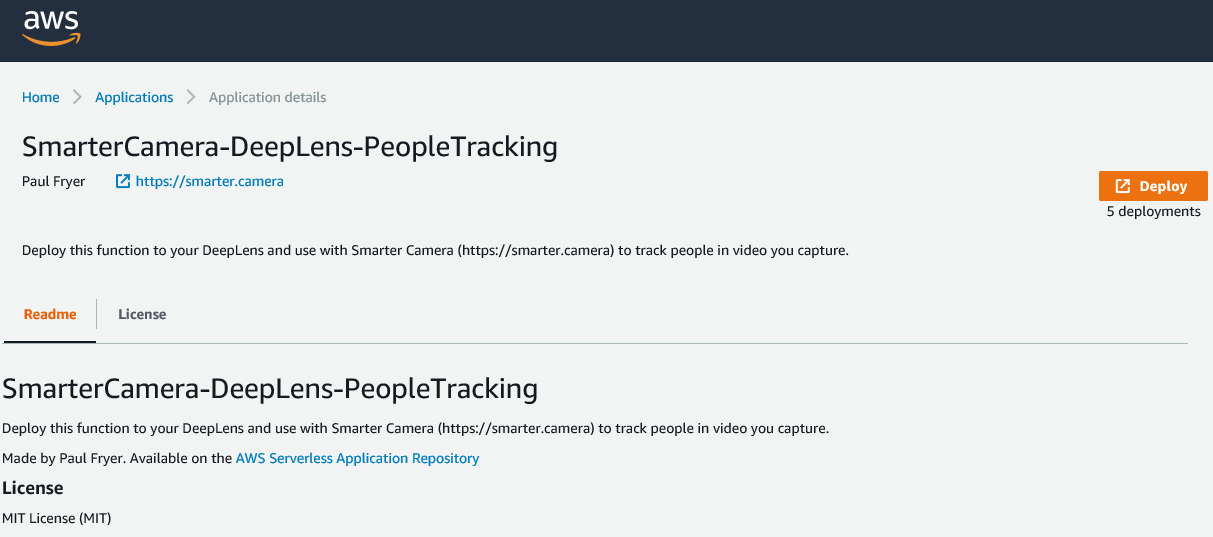 aws
Home > Applications > Application details
SmarterCamera-DeepLens-PeopleTracking
Paul Fryer https://smarter.camera
Deploy
5 deployments
Deploy this function to your DeepLens and use with Smarter Camera (https://smarter.camera) to track people in video you capture.
Readme License
SmarterCamera-DeepLens-PeopleTracking
Deploy this function to your DeepLens and use with Smarter Camera (https://smarter.camera) to track people in video you capture.
Made by Paul Fryer. Available on the AWS Serverless Application Repository
License
MIT License (MIT)